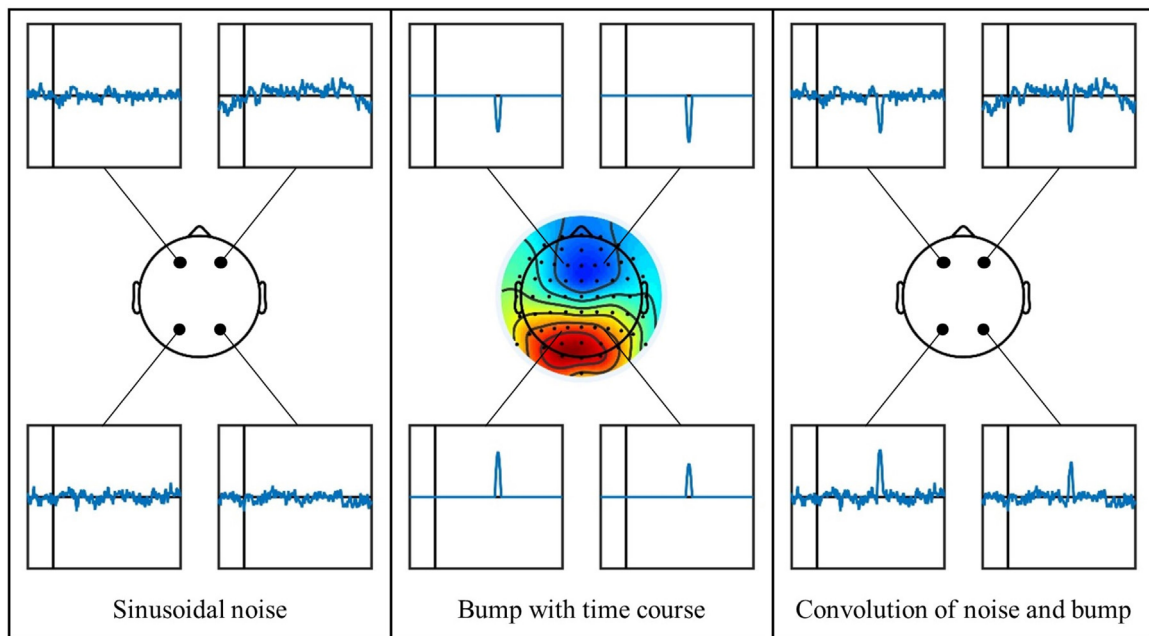 Sinusoidal noise
Bump with time course
Convolution of noise and bump